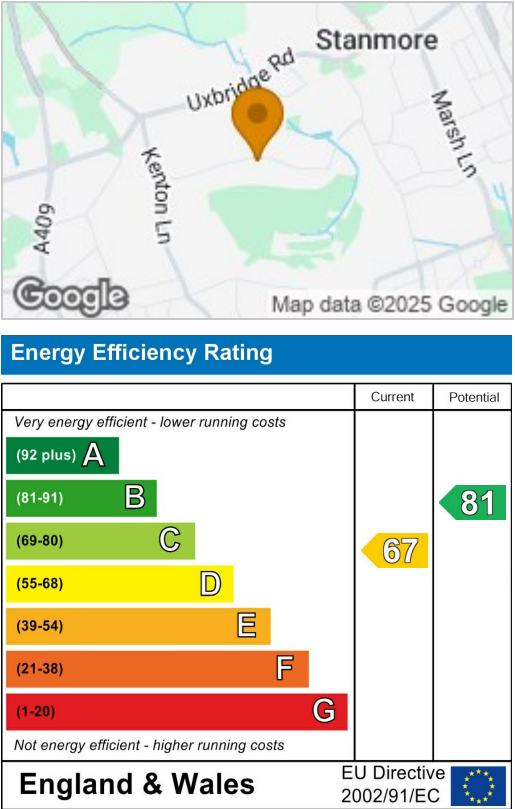 Stanmore
Uxbridge Rd
Marsh Ln
Kenton Ln
A409
Google
Map data ©2025 Google
Energy Efficiency Rating
Current
Potential
Very energy efficient - lower running costs
(92 plus) A
(81-91) B
81
(69-80) C
67
(55-68) D
(39-54) E
(21-38) F
(1-20) G
Not energy efficient - higher running costs
England & Wales
EU Directive
2002/91/EC